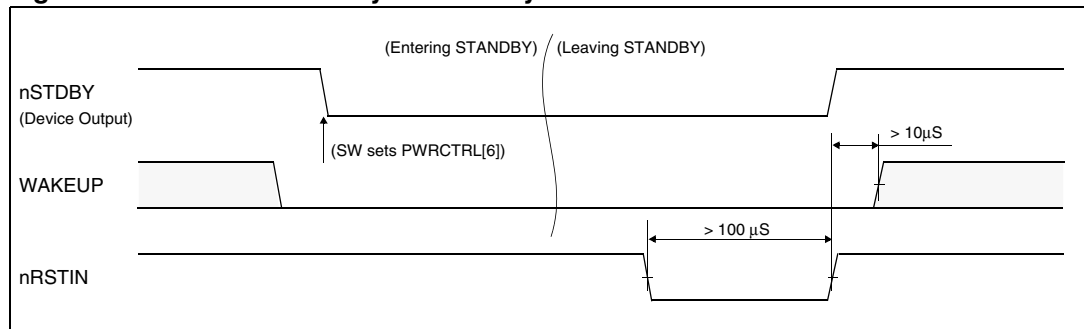 (Entering STANDBY)
(Leaving STANDBY)
nSTDBY
(Device Output)
(SW sets PWRCTRL[6])
> 10μS
WAKEUP
> 100 μS
nRSTIN